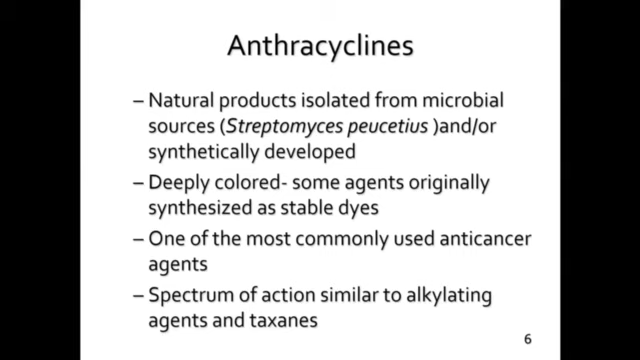 Anthracyclines
– Natural products isolated from microbial
sources (Streptomyces peucetius )and/or
synthetically developed
– Deeply colored- some agents originally
synthesized as stable dyes
– One of the most commonly used anticancer
agents
– Spectrum of action similar to alkylating
agents and taxanes
6